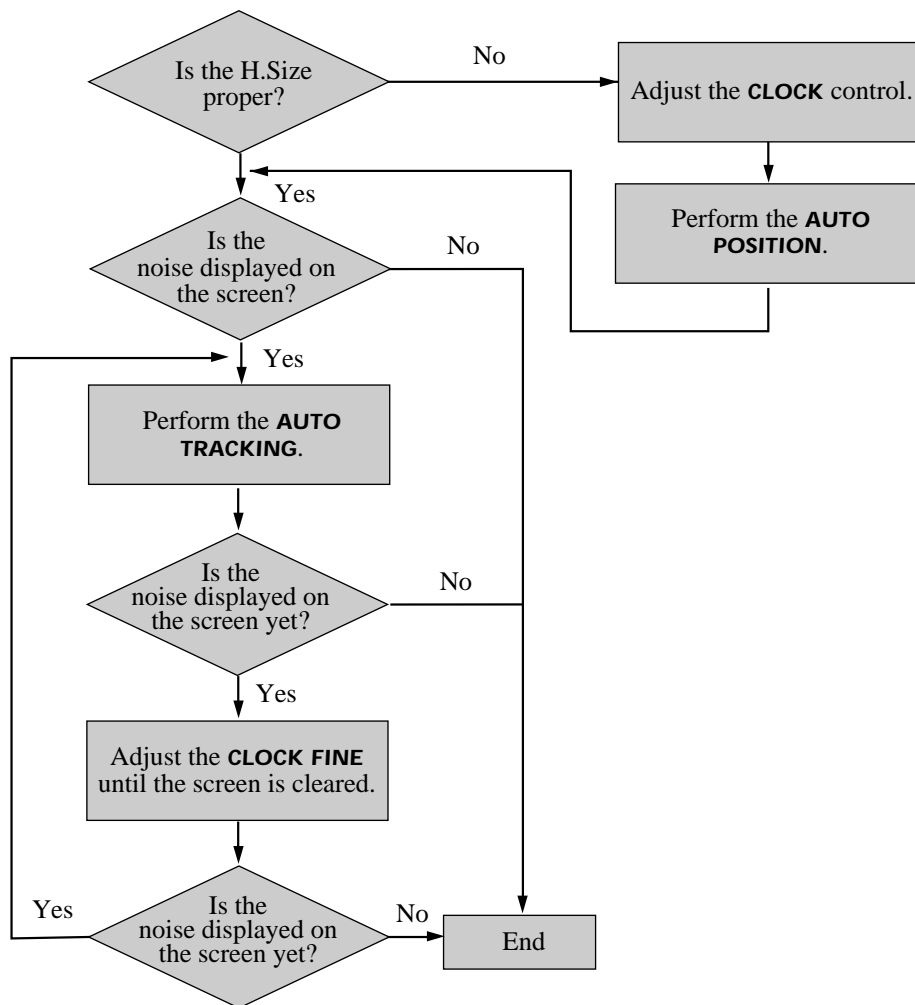 Is the H.Size
proper?
No
Adjust the CLOCK control.
Yes
Perform the AUTO
POSITION.
Is the
noise displayed on
the screen?
No
Yes
Perform the AUTO
TRACKING.
Is the
noise displayed on
the screen yet?
No
Yes
Adjust the CLOCK FINE
until the screen is cleared.
Yes
Is the
noise displayed on
the screen yet?
No
End